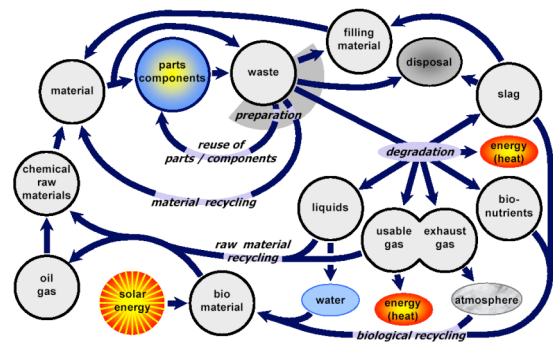 filling
material
parts
components
waste
disposal
material
slag
preparation
reuse of
parts / components
degradation
energy
(heat)
chemical
raw
materials
material recycling
liquids
bio-
nutrients
usable
gas
exhaust
gas
raw material
recycling
oil
gas
solar
energy
bio
material
water
energy
(heat)
atmosphere
biological recycling